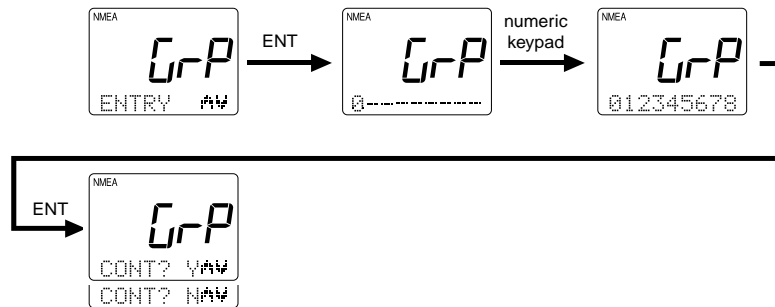 NMEA
GrP
ENTRY
ENT
NMEA
GrP
0--------
numeric
keypad
NMEA
GrP
012345678
ENT
NMEA
GrP
CONT? Y
CONT? N